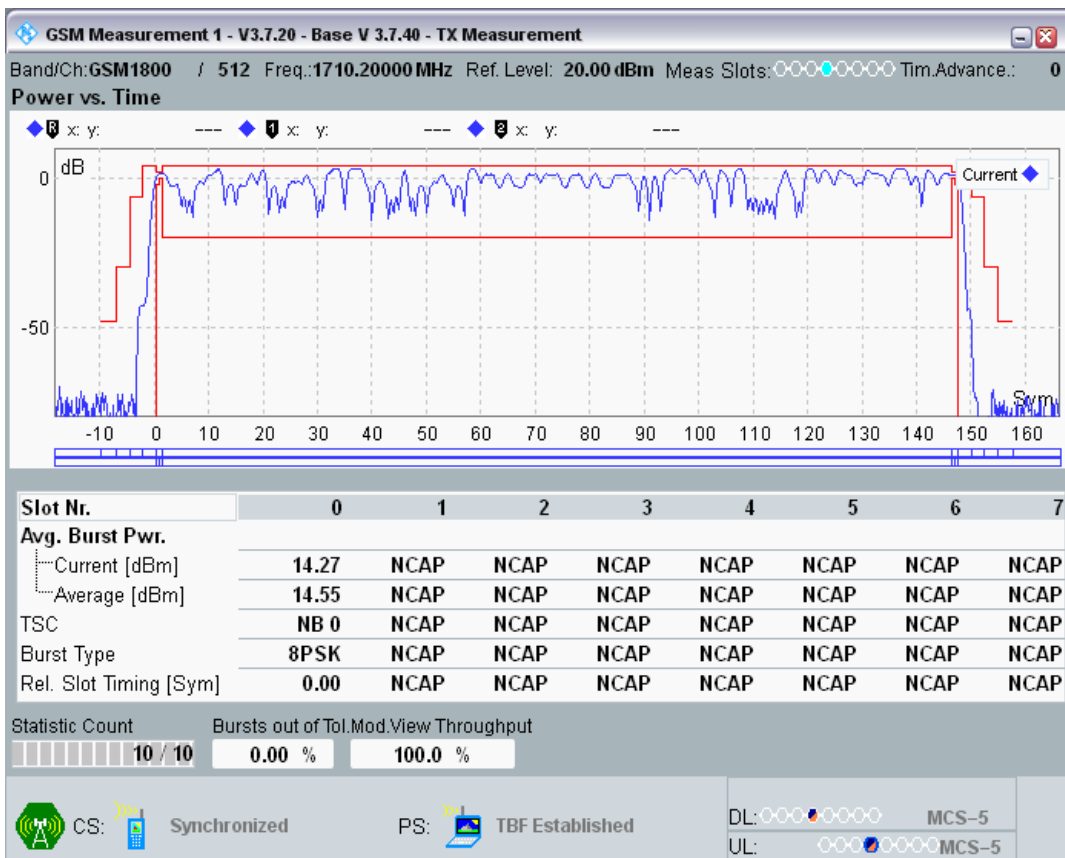 GSM Measurement 1 - V3.7.20 - Base V 3.7.40 - TX Measurement
Band/Ch:GSM1800 / 512 Freq.:1710.20000 MHz Ref. Level: 20.00 dBm Meas Slots: Tim.Advance.: 0
Power vs. Time
R x: y: --- 1 x: y: --- 2 x: y: ---
dB
Current
0
-50
Sym
-10 0 10 20 30 40 50 60 70 80 90 100 110 120 130 140 150 160
Slot Nr. 0 1 2 3 4 5 6 7
Avg. Burst Pwr.
Current [dBm] 14.27 NCAP NCAP NCAP NCAP NCAP NCAP NCAP
Average [dBm] 14.55 NCAP NCAP NCAP NCAP NCAP NCAP NCAP
TSC NB 0 NCAP NCAP NCAP NCAP NCAP NCAP NCAP
Burst Type 8PSK NCAP NCAP NCAP NCAP NCAP NCAP NCAP
Rel. Slot Timing [Sym] 0.00 NCAP NCAP NCAP NCAP NCAP NCAP NCAP
Statistic Count Bursts out of Tol.Mod.View Throughput
10 / 10 0.00 % 100.0 %
CS: Synchronized PS: TBF Established DL: MCS-5
UL: MCS-5